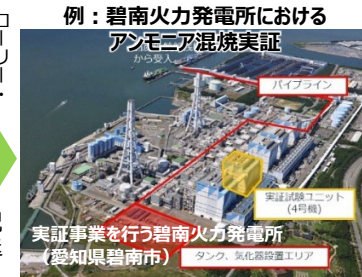 例：碧南火力発電所における
アンモニア混焼実証
から受入
パイプライン
実証試験ユニット
(4号機)
実証事業を行う碧南火力発電所
（愛知県碧南市）
タンク、気化器設置エリア